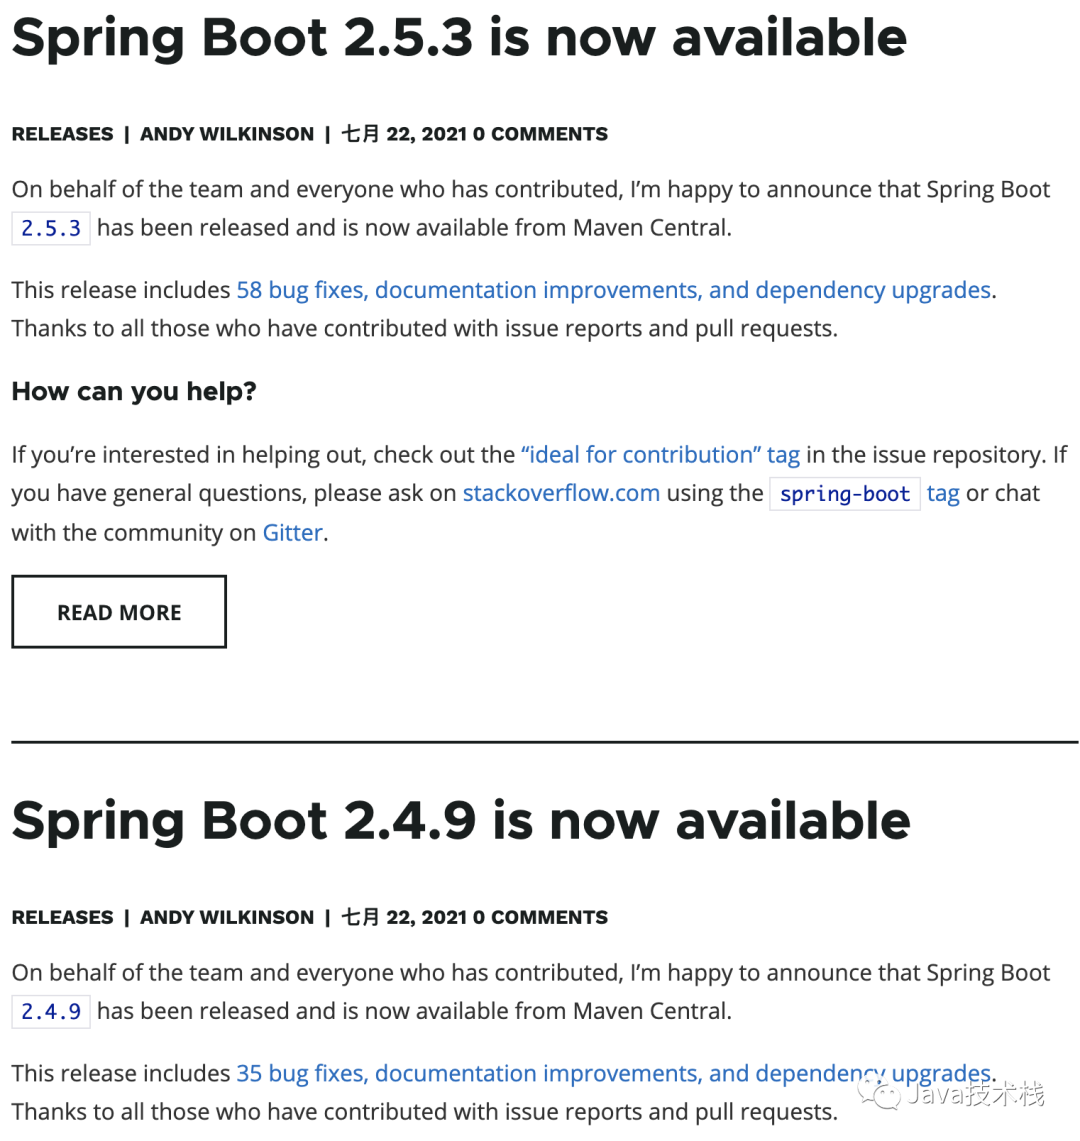 Spring Boot 2.5.3 is now available
RELEASES | ANDY WILKINSON | 七月 22, 2021 0 COMMENTS
On behalf of the team and everyone who has contributed, I’m happy to announce that Spring Boot
2.5.3 has been released and is now available from Maven Central.
This release includes 58 bug fixes, documentation improvements, and dependency upgrades.
Thanks to all those who have contributed with issue reports and pull requests.
How can you help?
If you’re interested in helping out, check out the “ideal for contribution” tag in the issue repository. If
you have general questions, please ask on stackoverflow.com using the spring-boot tag or chat
with the community on Gitter.
READ MORE
Spring Boot 2.4.9 is now available
RELEASES | ANDY WILKINSON | 七月 22, 2021 0 COMMENTS
On behalf of the team and everyone who has contributed, I’m happy to announce that Spring Boot
2.4.9 has been released and is now available from Maven Central.
This release includes 35 bug fixes, documentation improvements, and dependency upgrades.
Java技术栈
Thanks to all those who have contributed with issue reports and pull requests.